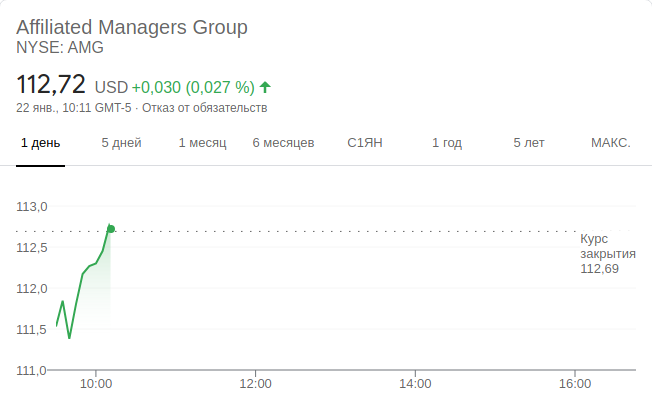 Affiliated Managers Group
NYSE: AMG
112,72 USD +0,030 (0,027 %)
22 янв., 10:11 GMT-5 · Отказ от обязательств
1 день 5 дней 1 месяц 6 месяцев С1ЯН 1 год 5 лет МАКС.
113,0
112,5
112,0
111,5
111,0
Курс
закрытия
112,69
10:00 12:00 14:00 16:00